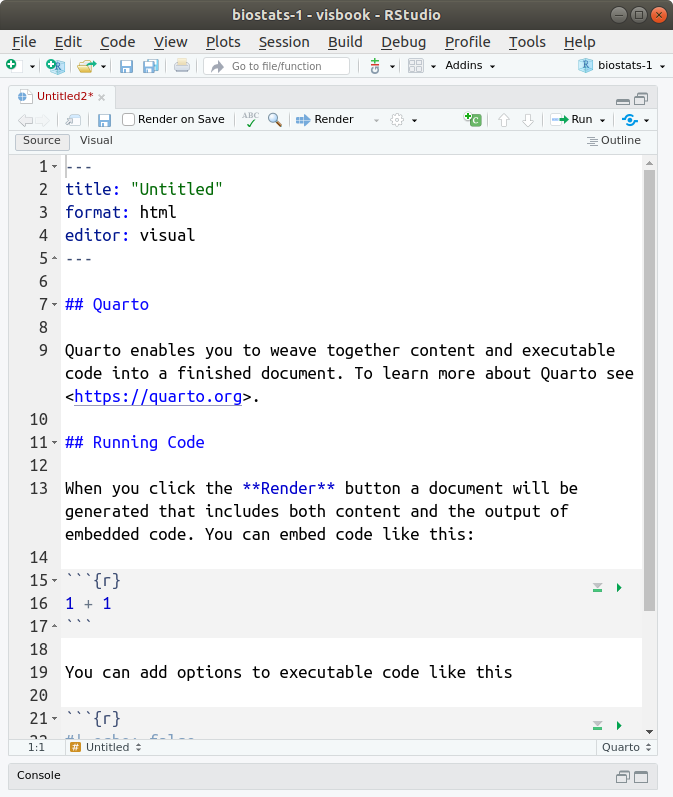 biostats-1 - visbook - RStudio
File Edit Code View Plots Session Build Debug Profile Tools Help
Go to file/function Addins biostats-1
Untitled2*
Render on Save ABC Render Run
Source Visual Outline
1 ---
2 title: "Untitled"
3 format: html
4 editor: visual
5 ---
6
7 ## Quarto
8
9 Quarto enables you to weave together content and executable
code into a finished document. To learn more about Quarto see
<https://quarto.org>.
10
11 ## Running Code
12
13 When you click the **Render** button a document will be
generated that includes both content and the output of
embedded code. You can embed code like this:
14
15 ```{r}
16 1 + 1
17 ```
18
19 You can add options to executable code like this
20
21 ```{r}
22 #| echo: false
1:1 # Untitled Quarto
Console